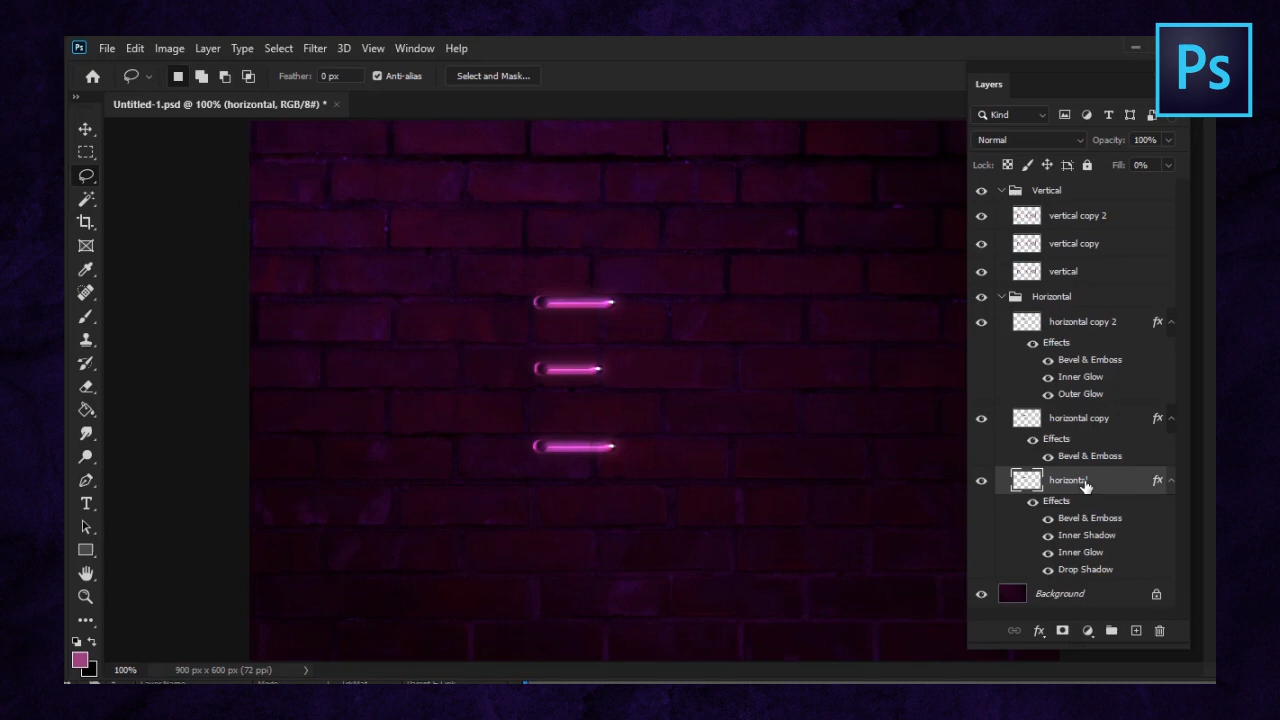 Ps
Ps File Edit Image Layer Type Select Filter 3D View Window Help
Feather: 0 px Anti-alias Select and Mask...
Untitled-1.psd @ 100% (horizontal, RGB/8#) * ×
Layers
Kind
Normal Opacity: 100%
Lock: Fill: 0%
Vertical
vertical copy 2
vertical copy
vertical
Horizontal
horizontal copy 2 fx
Effects
Bevel & Emboss
Inner Glow
Outer Glow
horizontal copy fx
Effects
Bevel & Emboss
horizontal fx
Effects
Bevel & Emboss
Inner Shadow
Inner Glow
Drop Shadow
Background
fx
100% 900 px x 600 px (72 ppi)